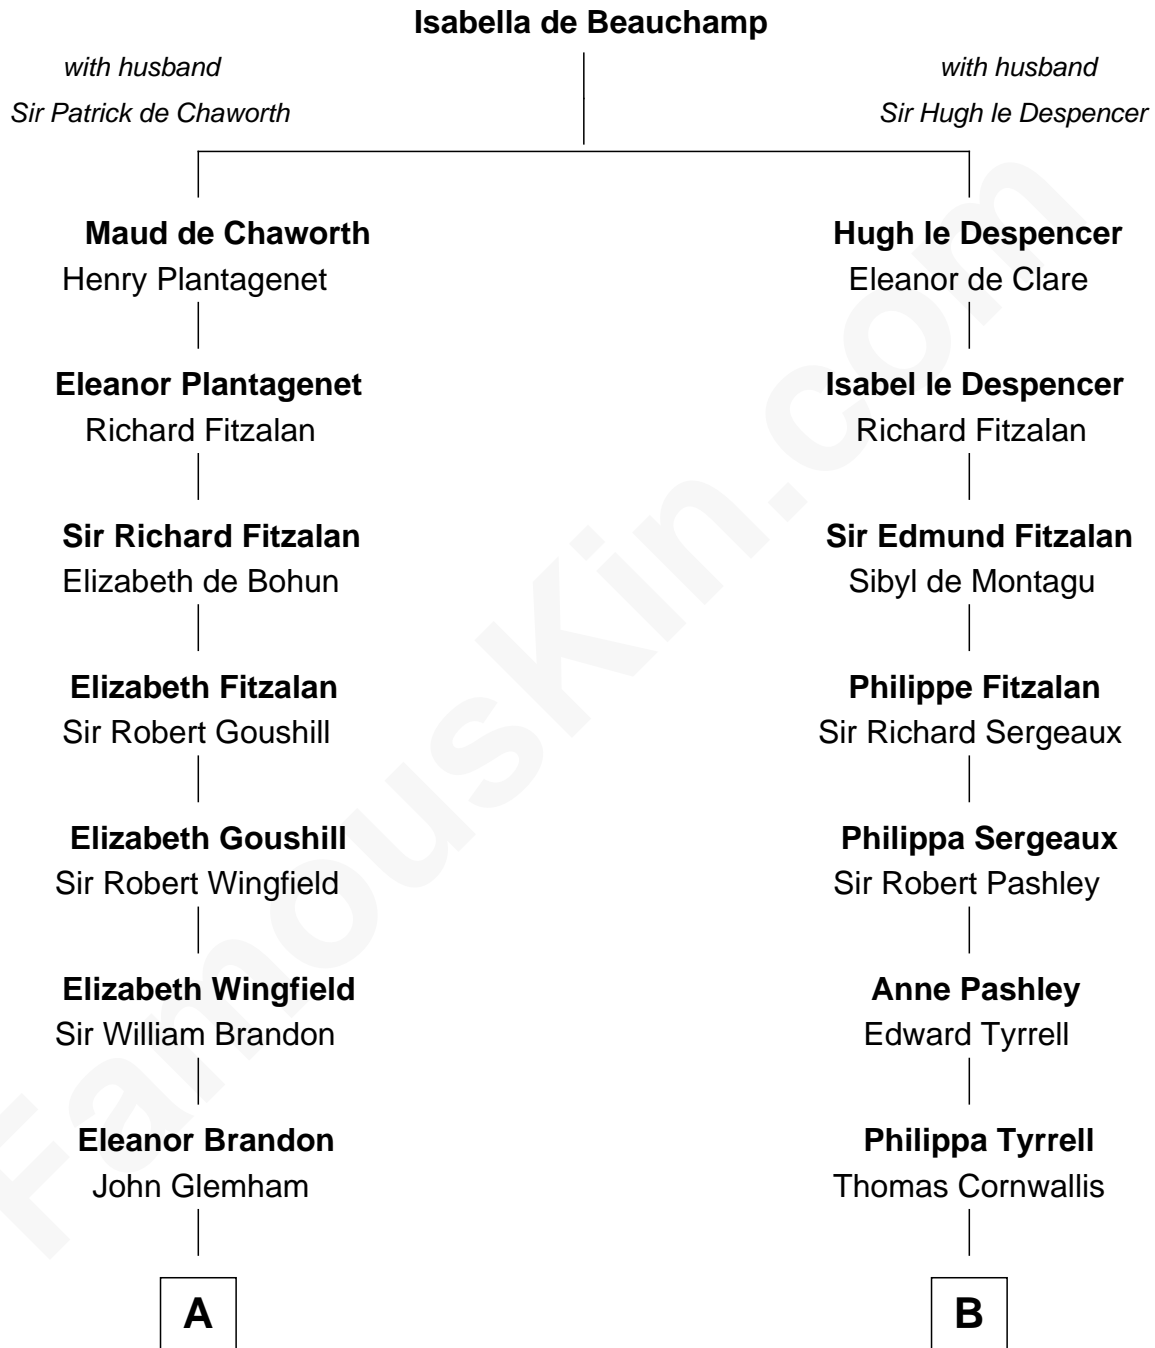 Isabella de Beauchamp
with husband
Sir Patrick de Chaworth
with husband
Sir Hugh le Despencer
Maud de Chaworth
Henry Plantagenet
Hugh le Despencer
Eleanor de Clare
Eleanor Plantagenet
Richard Fitzalan
Isabel le Despencer
Richard Fitzalan
Sir Richard Fitzalan
Elizabeth de Bohun
Sir Edmund Fitzalan
Sibyl de Montagu
Elizabeth Fitzalan
Sir Robert Goushill
Philippe Fitzalan
Sir Richard Sergeaux
Elizabeth Goushill
Sir Robert Wingfield
Philippa Sergeaux
Sir Robert Pashley
Elizabeth Wingfield
Sir William Brandon
Anne Pashley
Edward Tyrrell
Eleanor Brandon
John Glemham
Philippa Tyrrell
Thomas Cornwallis
A
B
FamousKin.com